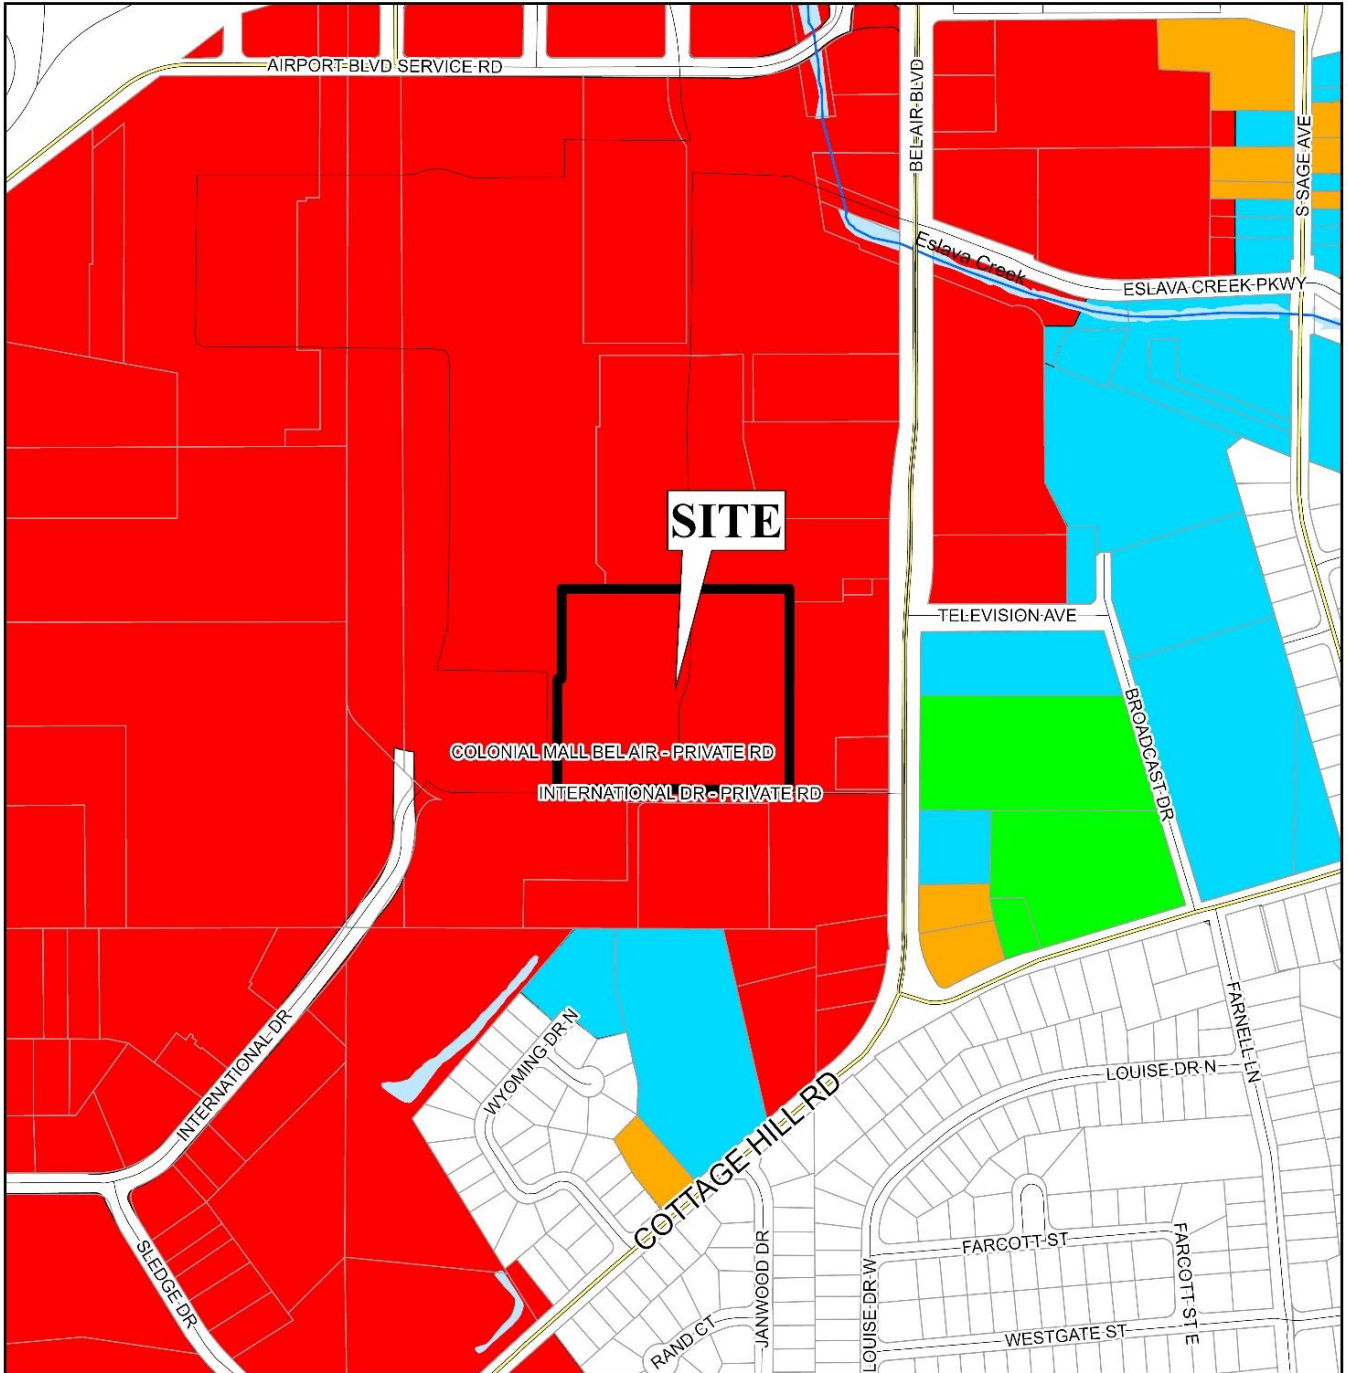 AIRPORT BLVD SERVICE RD
BEL AIR BLVD
S SAGE AVE
Eslava Creek
ESLAVA CREEK PKWY
SITE
TELEVISION AVE
BROADCAST DR
COLONIAL MALL BEL AIR - PRIVATE RD
INTERNATIONAL DR - PRIVATE RD
INTERNATIONAL DR
WYOMING DR N
FARNELL LN
LOUISE DR N
COTTAGE HILL RD
SLEDGE DR
JANWOOD DR
LOUISE DR W
FARCOTT ST
FARCOTT ST E
RAND CT
WESTGATE ST